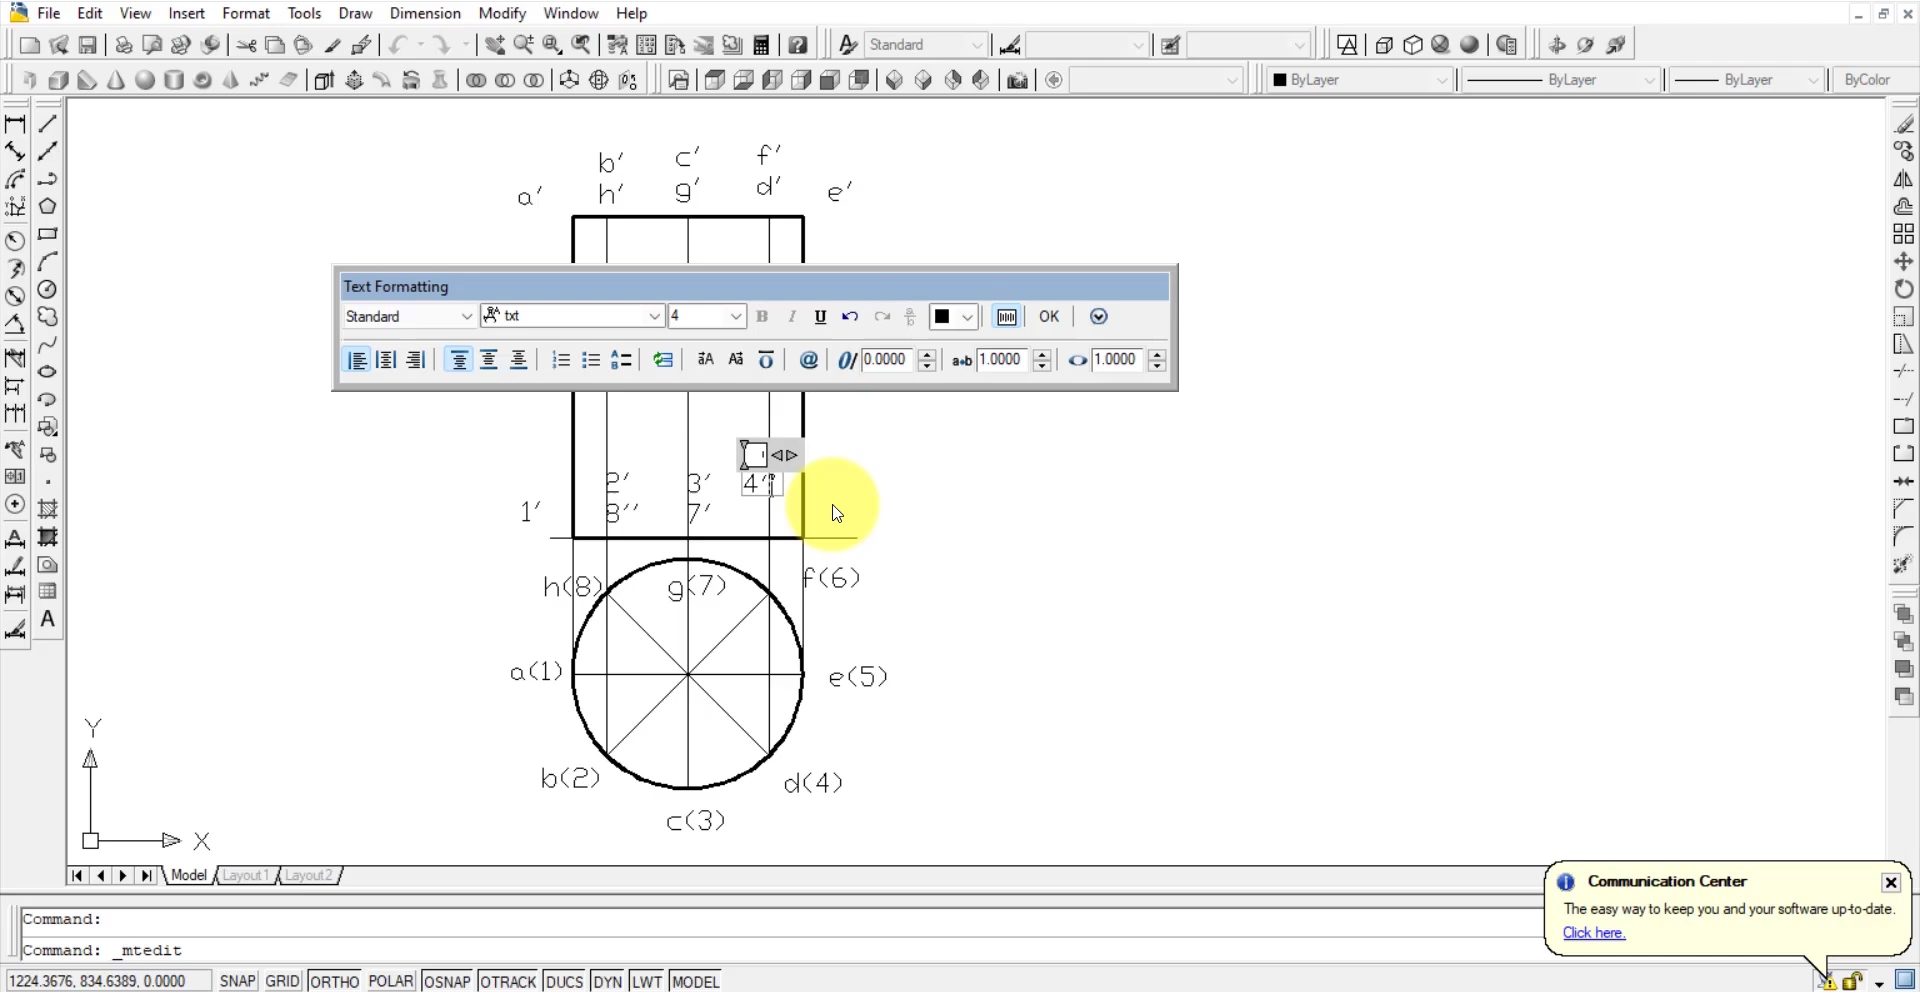 File Edit View Insert Format Tools Draw Dimension Modify Window Help
Standard
ByLayer ByLayer ByLayer ByColor
b' c' f'
a' h' g' d' e'
Text Formatting
Standard txt 4 B I U OK
@ 0/ 0.0000 a•b 1.0000 1.0000
2' 3' 4''
1' 8'' 7'
h(8) g(7) f(6)
a(1) e(5)
b(2) d(4)
c(3)
Y
X
Model Layout1 Layout2
Communication Center
The easy way to keep you and your software up-to-date.
Click here.
Command:
Command: _mtedit
1224.3676, 834.6389, 0.0000 SNAP GRID ORTHO POLAR OSNAP OTRACK DUCS DYN LWT MODEL